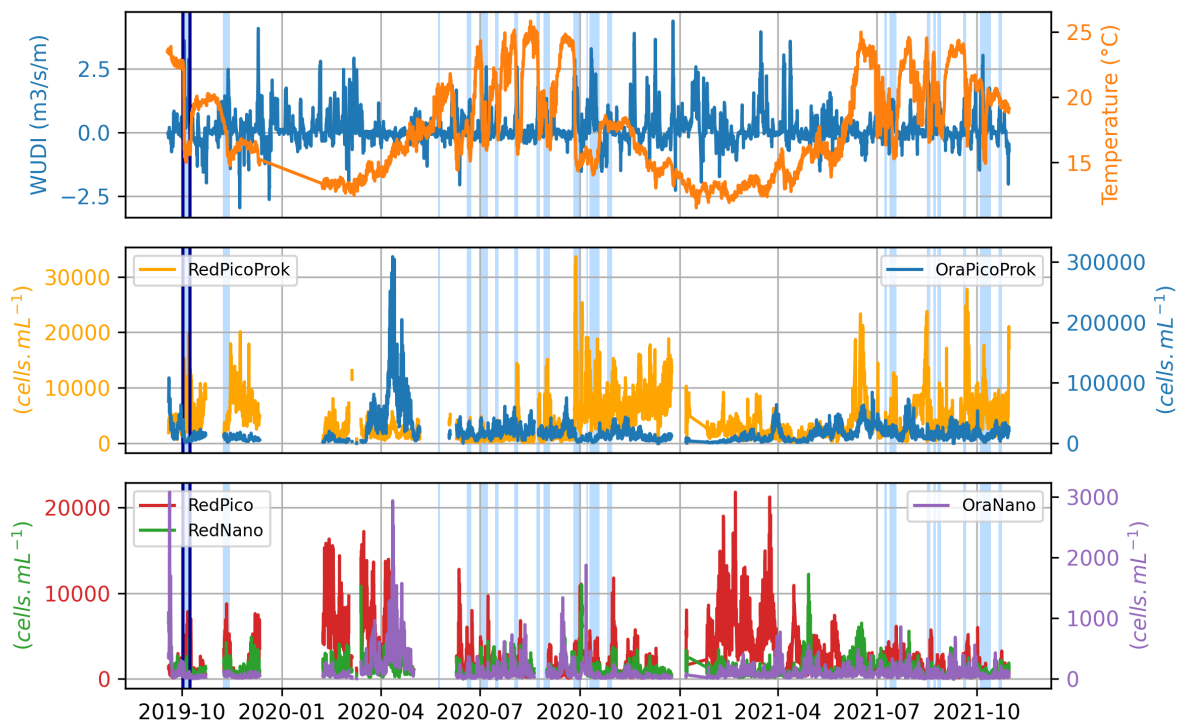 WUDI (m3/s/m)
2.5
0.0
−2.5
25
20
15
Temperature (°C)
RedPicoProk
OraPicoProk
(cells.mL⁻¹)
30000
20000
10000
0
300000
200000
100000
0
(cells.mL⁻¹)
RedPico
RedNano
OraNano
(cells.mL⁻¹)
20000
10000
0
3000
2000
1000
0
(cells.mL⁻¹)
2019-10 2020-01 2020-04 2020-07 2020-10 2021-01 2021-04 2021-07 2021-10